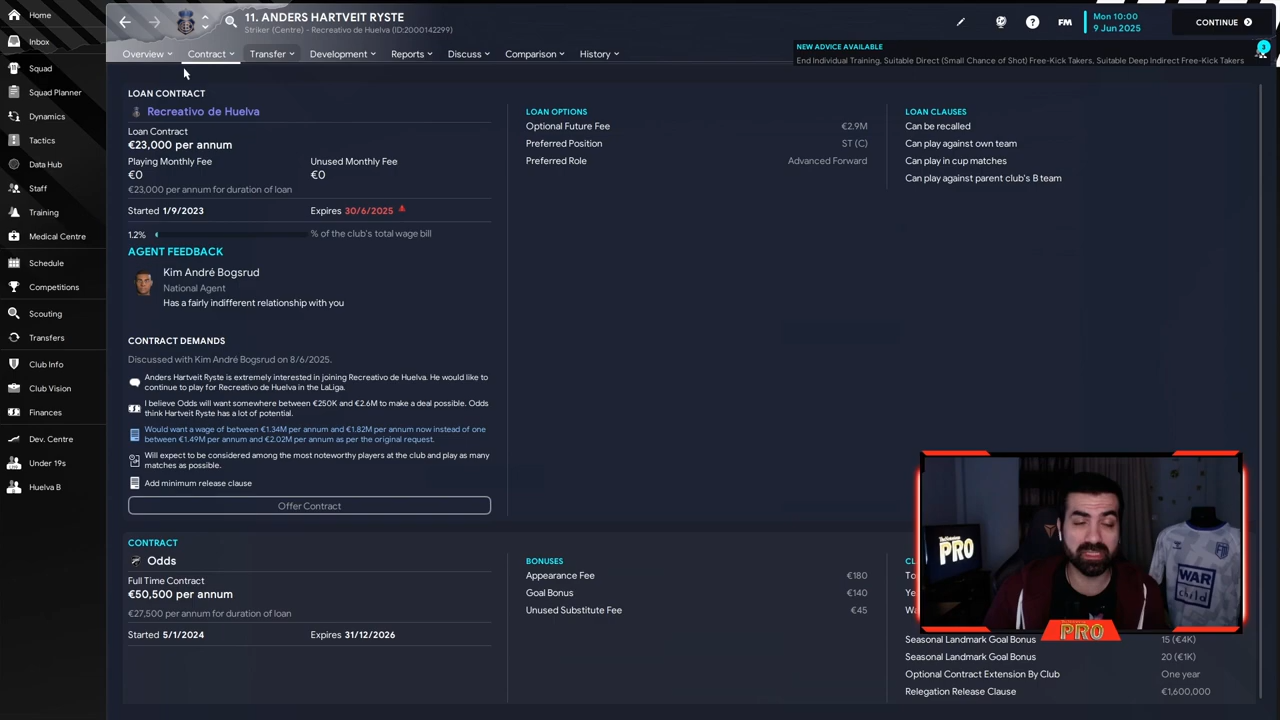 Home
Inbox
Squad
Squad Planner
Dynamics
Tactics
Data Hub
Staff
Training
Medical Centre
Schedule
Competitions
Scouting
Transfers
Club Info
Club Vision
Finances
Dev. Centre
Under 19s
Huelva B
11. ANDERS HARTVEIT RYSTE
Striker (Centre) - Recreativo de Huelva (ID:2000142299)
FM
Mon 10:00
9 Jun 2025
CONTINUE
Overview
Contract
Transfer
Development
Reports
Discuss
Comparison
History
NEW ADVICE AVAILABLE
End Individual Training, Suitable Direct (Small Chance of Shot) Free-Kick Takers, Suitable Deep Indirect Free-Kick Takers
3
LOAN CONTRACT
Recreativo de Huelva
Loan Contract
€23,000 per annum
Playing Monthly Fee Unused Monthly Fee
€0 €0
€23,000 per annum for duration of loan
Started 1/9/2023 Expires 30/6/2025
1.2% % of the club's total wage bill
LOAN OPTIONS
Optional Future Fee €2.9M
Preferred Position ST (C)
Preferred Role Advanced Forward
LOAN CLAUSES
Can be recalled
Can play against own team
Can play in cup matches
Can play against parent club's B team
AGENT FEEDBACK
Kim André Bogsrud
National Agent
Has a fairly indifferent relationship with you
CONTRACT DEMANDS
Discussed with Kim André Bogsrud on 8/6/2025.
Anders Hartveit Ryste is extremely interested in joining Recreativo de Huelva. He would like to
continue to play for Recreativo de Huelva in the LaLiga.
I believe Odds will want somewhere between €250K and €2.6M to make a deal possible. Odds
think Hartveit Ryste has a lot of potential.
Would want a wage of between €1.34M per annum and €1.82M per annum now instead of one
between €1.49M per annum and €2.02M per annum as per the original request.
Will expect to be considered among the most noteworthy players at the club and play as many
matches as possible.
Add minimum release clause
Offer Contract
CONTRACT
Odds
Full Time Contract
€50,500 per annum
€27,500 per annum for duration of loan
Started 5/1/2024 Expires 31/12/2026
BONUSES
Appearance Fee €180
Goal Bonus €140
Unused Substitute Fee €45
Seasonal Landmark Goal Bonus 15 (€4K)
Seasonal Landmark Goal Bonus 20 (€1K)
Optional Contract Extension By Club One year
Relegation Release Clause €1,600,000
PRO
WAR
child
PRO